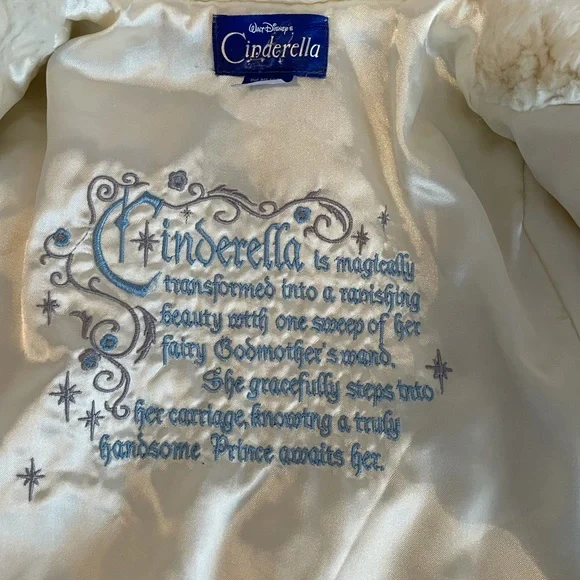 Walt Disney's
Cinderella
Cinderella is magically
transformed into a ravishing
beauty with one sweep of her
fairy Godmother's wand.
She gracefully steps into
her carriage, knowing a truly
handsome Prince awaits her.